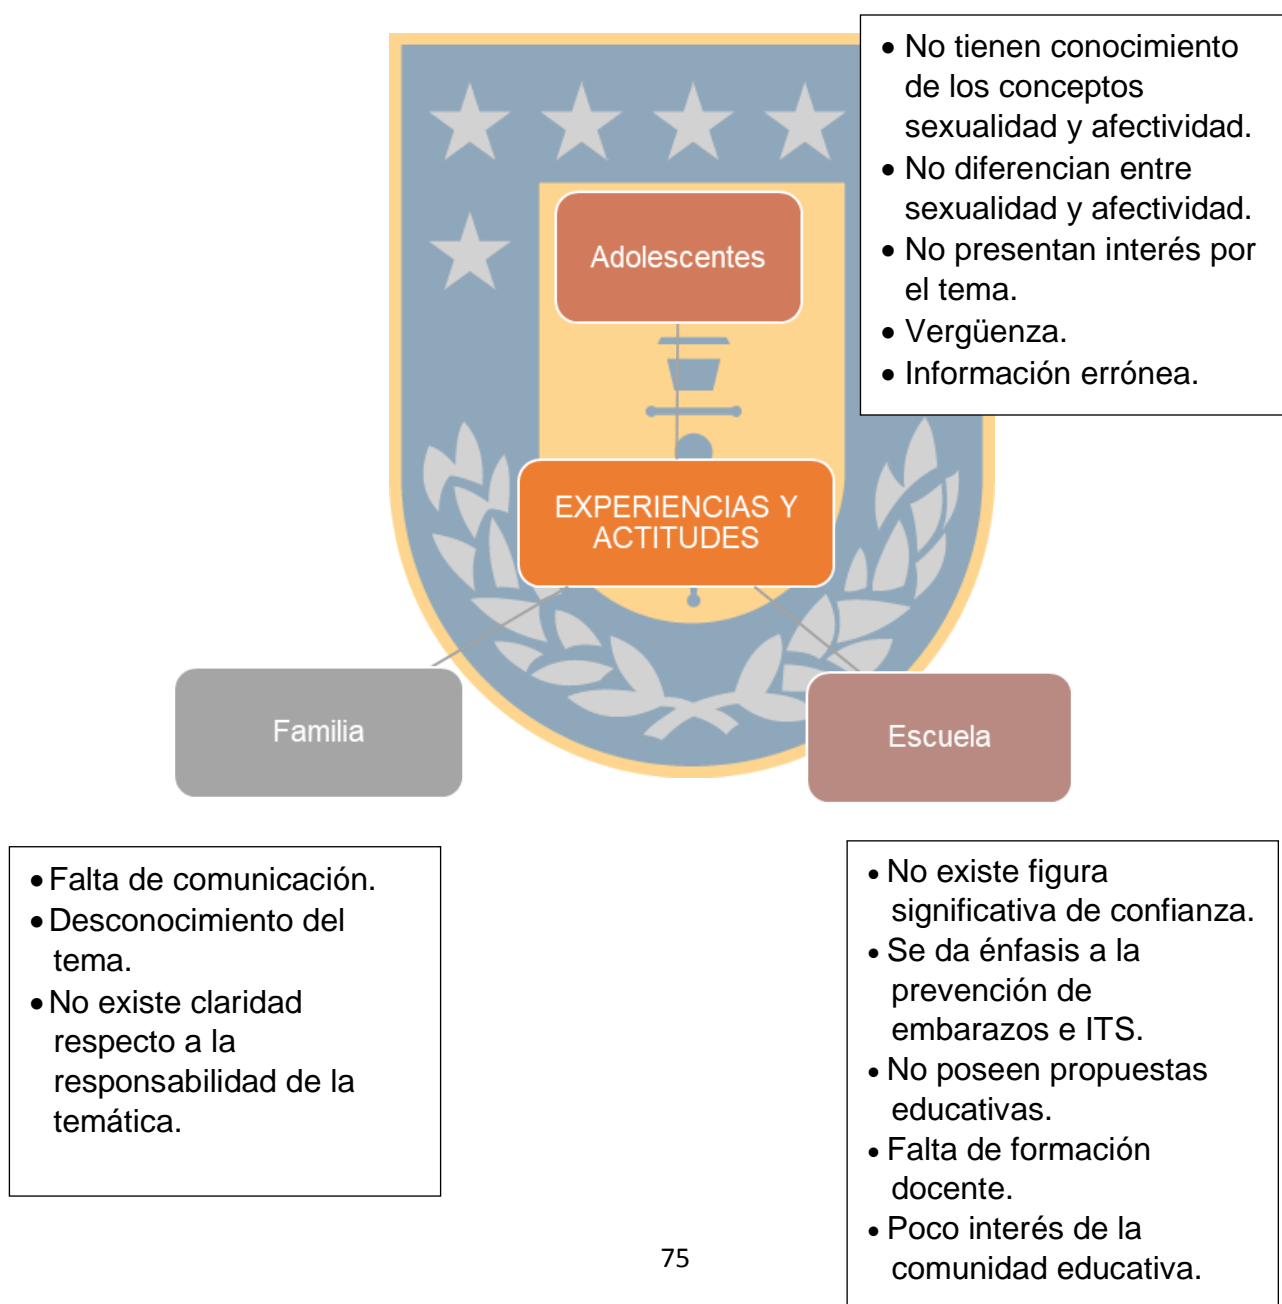 • No tienen conocimiento
de los conceptos
sexualidad y afectividad.
• No diferencian entre
sexualidad y afectividad.
• No presentan interés por
el tema.
• Vergüenza.
• Información errónea.
Adolescentes
EXPERIENCIAS Y
ACTITUDES
Familia
Escuela
• Falta de comunicación.
• Desconocimiento del
tema.
• No existe claridad
respecto a la
responsabilidad de la
temática.
• No existe figura
significativa de confianza.
• Se da énfasis a la
prevención de
embarazos e ITS.
• No poseen propuestas
educativas.
• Falta de formación
docente.
• Poco interés de la
comunidad educativa.
75